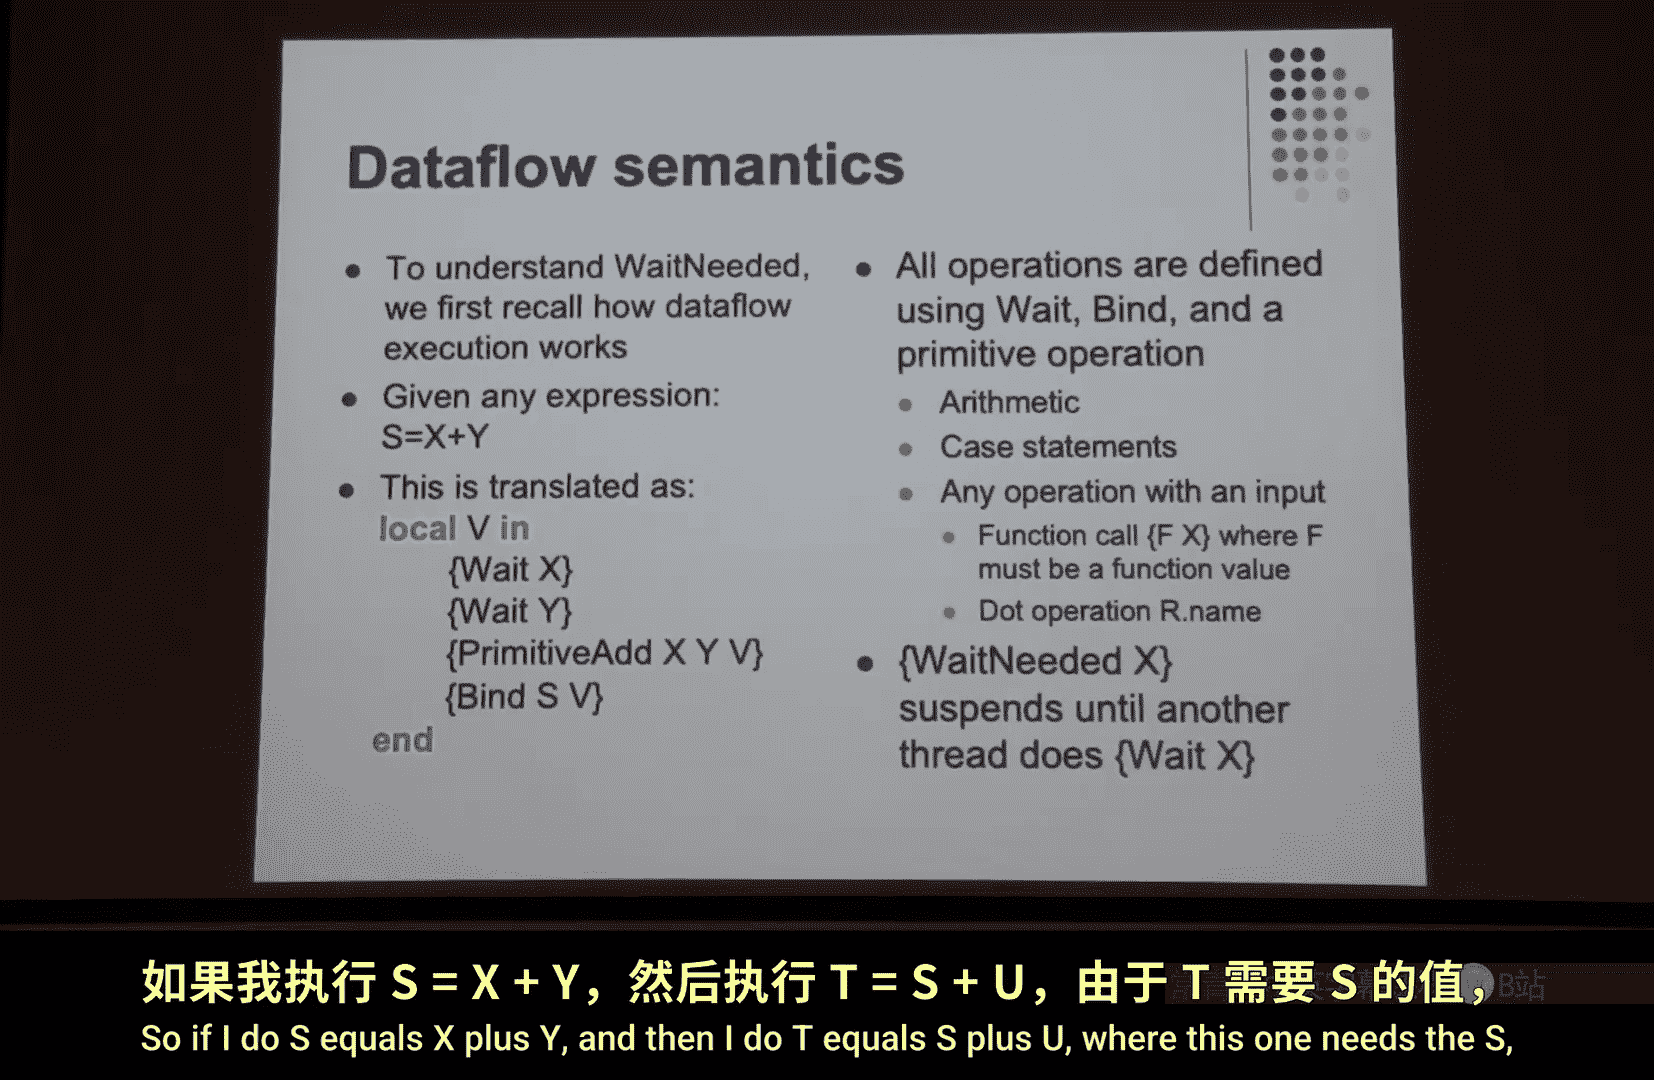 Dataflow semantics
To understand WaitNeeded,
we first recall how dataflow
execution works
Given any expression:
S=X+Y
This is translated as:
local V in
{Wait X}
{Wait Y}
{PrimitiveAdd X Y V}
{Bind S V}
end
All operations are defined
using Wait, Bind, and a
primitive operation
Arithmetic
Case statements
Any operation with an input
Function call {F X} where F
must be a function value
Dot operation R.name
{WaitNeeded X}
suspends until another
thread does {Wait X}
如果我执行 S = X + Y，然后执行 T = S + U，由于 T 需要 S 的值，
B站
So if I do S equals X plus Y, and then I do T equals S plus U, where this one needs the S,